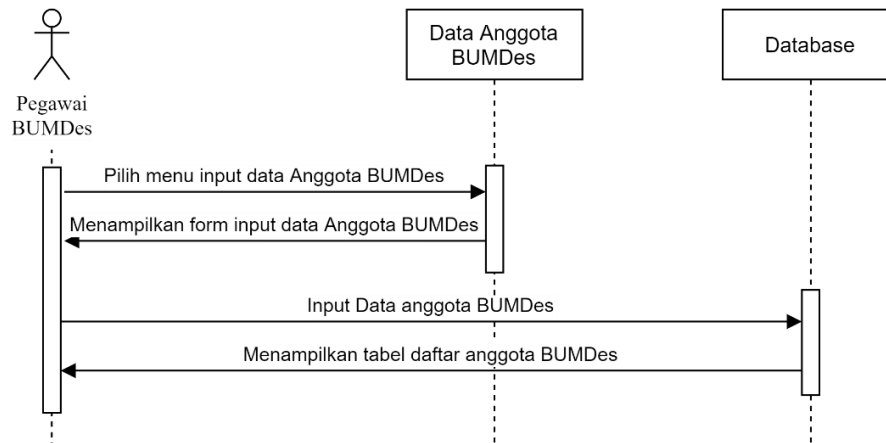 Data Anggota
BUMDes
Database
Pegawai
BUMDes
Pilih menu input data Anggota BUMDes
Menampilkan form input data Anggota BUMDes
Input Data anggota BUMDes
Menampilkan tabel daftar anggota BUMDes